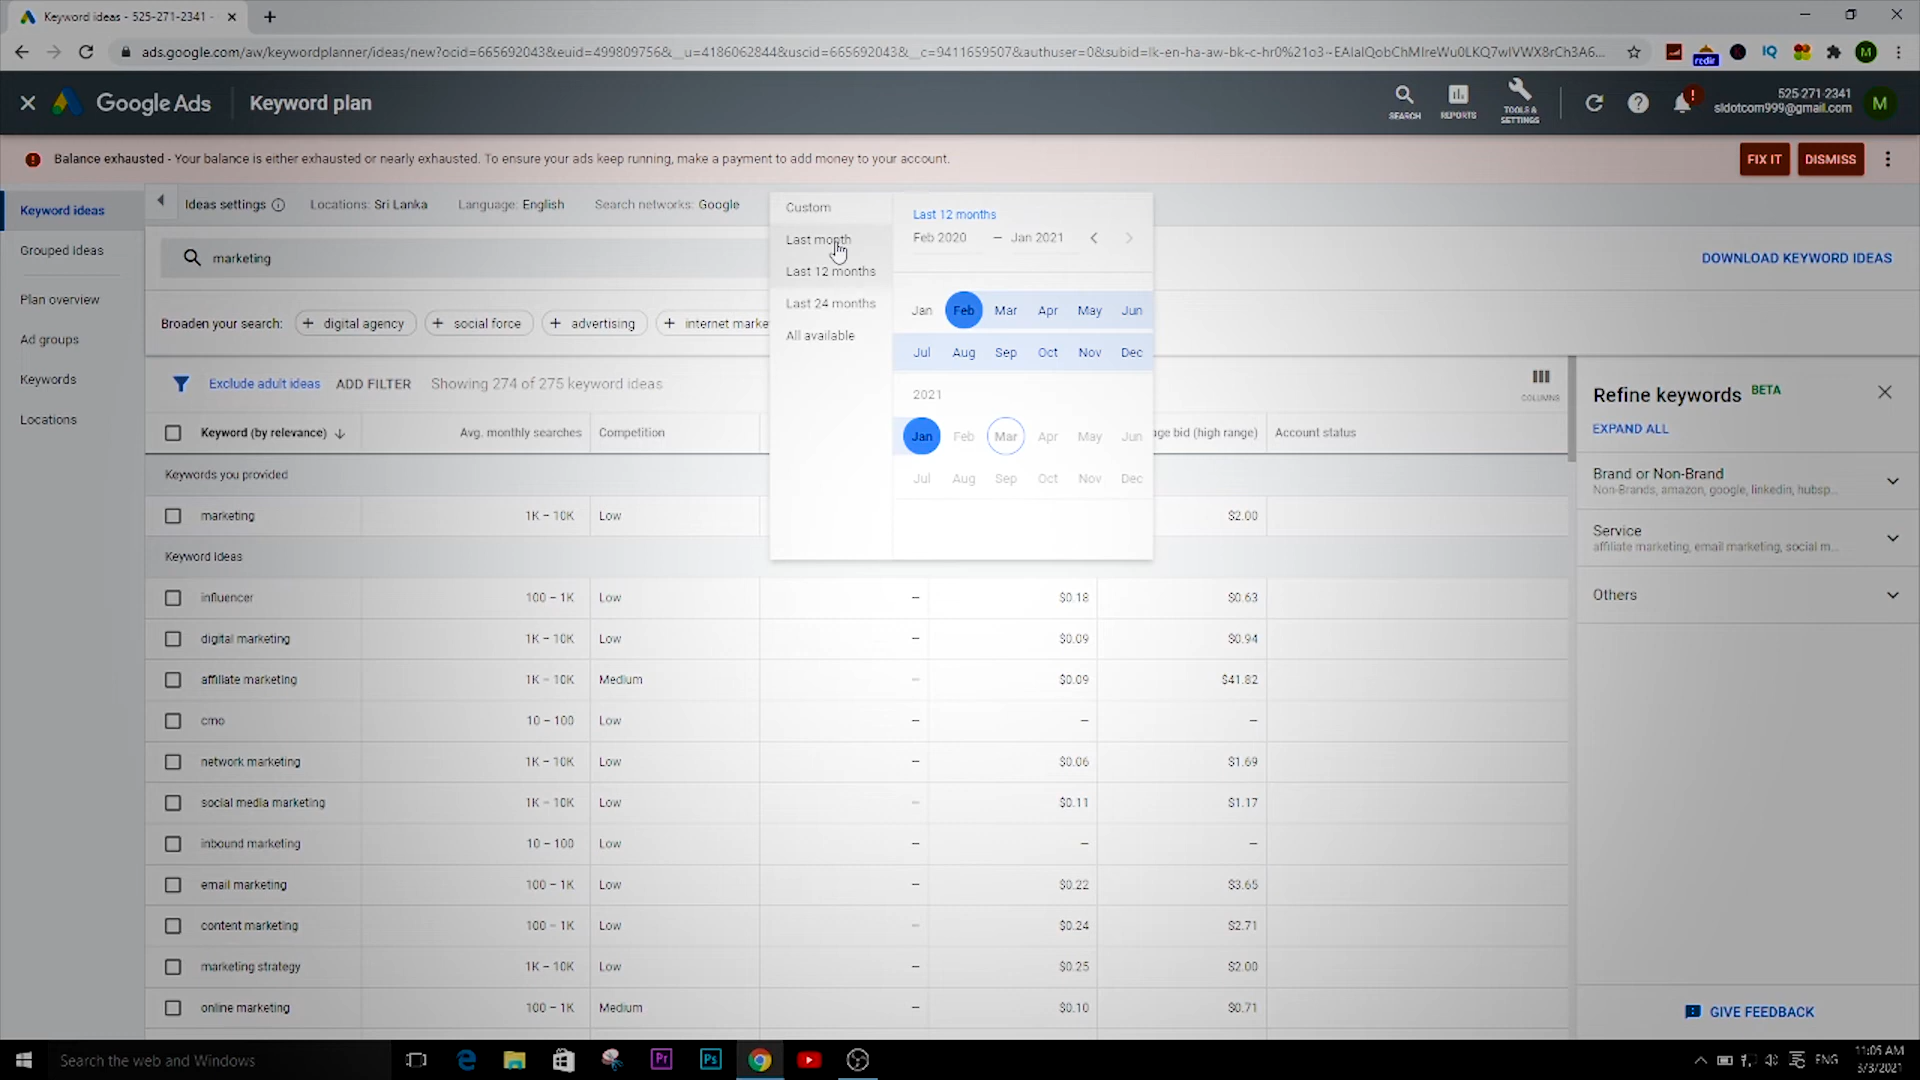 Keyword ideas - 525-271-2341 -
ads.google.com/aw/keywordplanner/ideas/new?ocid=665692043&euid=499809756&__u=4186062844&uscid=665692043&__c=9411659507&authuser=0&subid=lk-en-ha-aw-bk-c-hr0%21o3~EAIaIQobChMIreWu0LKQ7wIVWX8rCh3A6...
redir
IQ
M
Google Ads
Keyword plan
SEARCH
REPORTS
TOOLS &
SETTINGS
525-271-2341
sldotcom999@gmail.com
M
Balance exhausted - Your balance is either exhausted or nearly exhausted. To ensure your ads keep running, make a payment to add money to your account.
FIX IT
DISMISS
Keyword ideas
Grouped ideas
Plan overview
Ad groups
Keywords
Locations
Ideas settings
Locations: Sri Lanka
Language: English
Search networks: Google
marketing
DOWNLOAD KEYWORD IDEAS
Broaden your search:
+ digital agency
+ social force
+ advertising
+ internet marke
Custom
Last month
Last 12 months
Last 24 months
All available
Last 12 months
Feb 2020 – Jan 2021
Jan Feb Mar Apr May Jun
Jul Aug Sep Oct Nov Dec
2021
Jan Feb Mar Apr May Jun
Jul Aug Sep Oct Nov Dec
Exclude adult ideas
ADD FILTER
Showing 274 of 275 keyword ideas
COLUMNS
Keyword (by relevance)
Avg. monthly searches
Competition
age bid (high range)
Account status
Keywords you provided
marketing 1K – 10K Low $2.00
Keyword ideas
influencer 100 – 1K Low – $0.18 $0.63
digital marketing 1K – 10K Low – $0.09 $0.94
affiliate marketing 1K – 10K Medium – $0.09 $41.82
cmo 10 – 100 Low – – –
network marketing 1K – 10K Low – $0.06 $1.69
social media marketing 1K – 10K Low – $0.11 $1.17
inbound marketing 10 – 100 Low – – –
email marketing 100 – 1K Low – $0.22 $3.65
content marketing 100 – 1K Low – $0.24 $2.71
marketing strategy 1K – 10K Low – $0.25 $2.00
online marketing 100 – 1K Medium – $0.10 $0.71
Refine keywords BETA
EXPAND ALL
Brand or Non-Brand
Non-Brands, amazon, google, linkedin, hubsp...
Service
affiliate marketing, email marketing, social m...
Others
GIVE FEEDBACK
Search the web and Windows
Pr
Ps
ENG
11:05 AM
3/3/2021